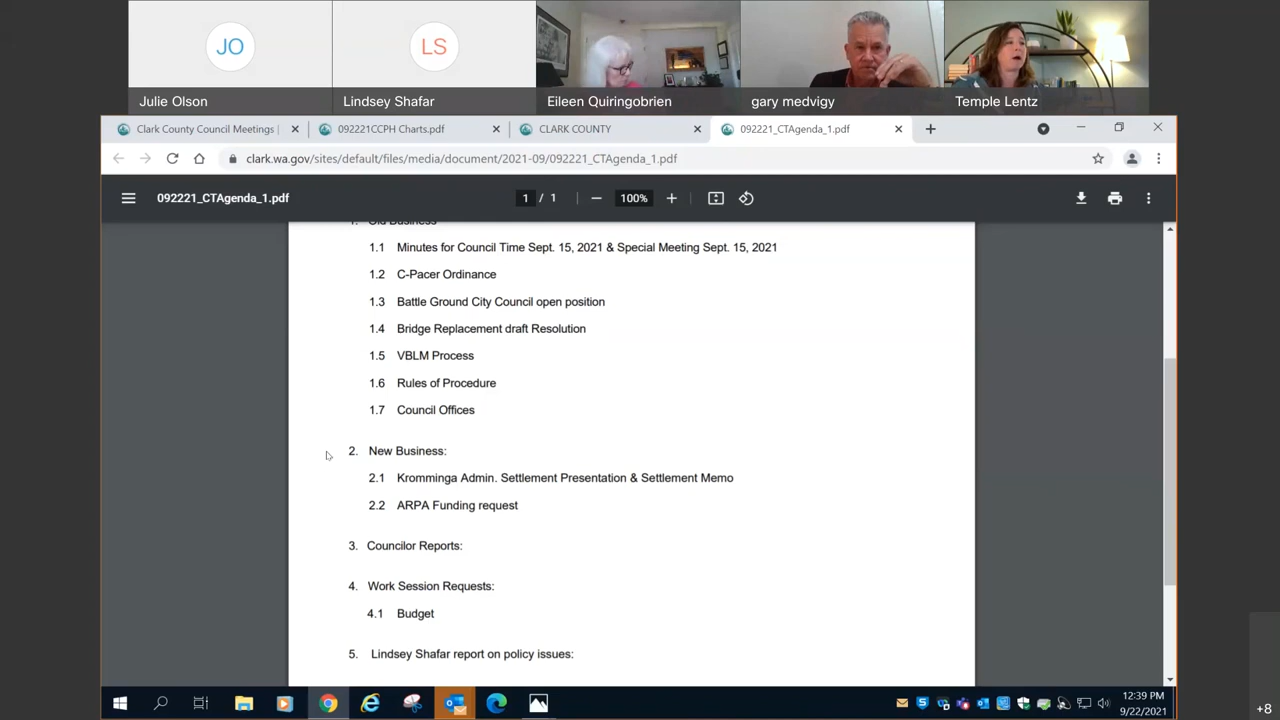 JO
LS
Julie Olson
Lindsey Shafar
Eileen Quiringobrien
gary medvigy
Temple Lentz
Clark County Council Meetings |
092221CCPH Charts.pdf
CLARK COUNTY
092221_CTAgenda_1.pdf
clark.wa.gov/sites/default/files/media/document/2021-09/092221_CTAgenda_1.pdf
092221_CTAgenda_1.pdf
1 / 1
100%
1. Old Business
1.1 Minutes for Council Time Sept. 15, 2021 & Special Meeting Sept. 15, 2021
1.2 C-Pacer Ordinance
1.3 Battle Ground City Council open position
1.4 Bridge Replacement draft Resolution
1.5 VBLM Process
1.6 Rules of Procedure
1.7 Council Offices
2. New Business:
2.1 Kromminga Admin. Settlement Presentation & Settlement Memo
2.2 ARPA Funding request
3. Councilor Reports:
4. Work Session Requests:
4.1 Budget
5. Lindsey Shafar report on policy issues:
12:39 PM
9/22/2021
+8